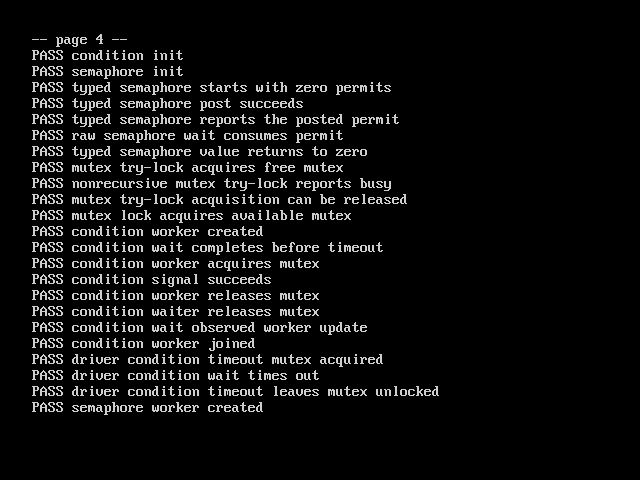 -- page 4 --
PASS condition init
PASS semaphore init
PASS typed semaphore starts with zero permits
PASS typed semaphore post succeeds
PASS typed semaphore reports the posted permit
PASS raw semaphore wait consumes permit
PASS typed semaphore value returns to zero
PASS mutex try-lock acquires free mutex
PASS nonrecursive mutex try-lock reports busy
PASS mutex try-lock acquisition can be released
PASS mutex lock acquires available mutex
PASS condition worker created
PASS condition wait completes before timeout
PASS condition worker acquires mutex
PASS condition signal succeeds
PASS condition worker releases mutex
PASS condition waiter releases mutex
PASS condition wait observed worker update
PASS condition worker joined
PASS driver condition timeout mutex acquired
PASS driver condition wait times out
PASS driver condition timeout leaves mutex unlocked
PASS semaphore worker created